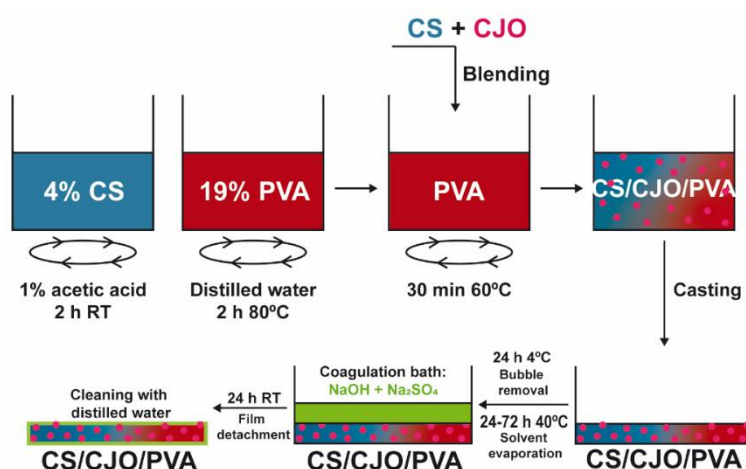 CS + CJO
Blending
4% CS
19% PVA
PVA
CS/CJO/PVA
1% acetic acid
2 h RT
Distilled water
2 h 80ºC
30 min 60ºC
Casting
24 h 4ºC
Bubble
removal
24-72 h 40ºC
Solvent
evaporation
Coagulation bath:
NaOH + Na₂SO₄
24 h RT
Film
detachment
Cleaning with
distilled water
CS/CJO/PVA
CS/CJO/PVA
CS/CJO/PVA